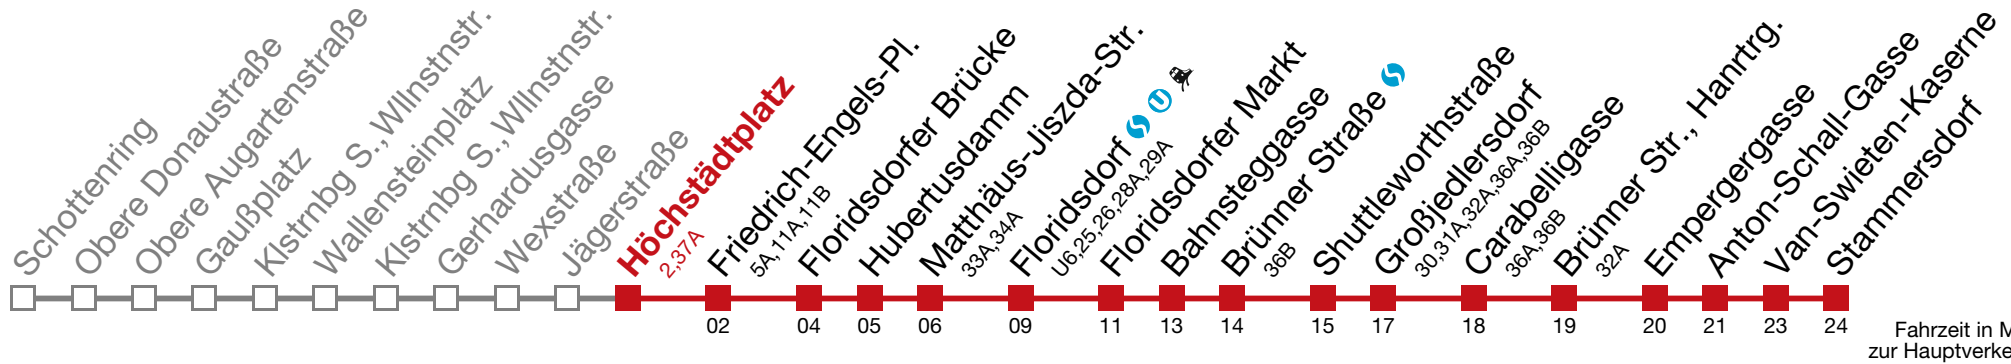 Schottenring
Obere Donaustraße
Obere Augartenstraße
Gaußplatz
Klstrnbg S., Wllnstnstr.
Wallensteinplatz
Klstrnbg S., Wllnstnstr.
Gerhardusgasse
Wexstraße
Jägerstraße
Höchstädtplatz
2,37A
Friedrich-Engels-Pl.
5A,11A,11B
Floridsdorfer Brücke
Hubertusdamm
Matthäus-Jiszda-Str.
33A,34A
Floridsdorf S U
U6,25,26,28A,29A
Floridsdorfer Markt
Bahnsteggasse
Brünner Straße S
36B
Shuttleworthstraße
Großjedlersdorf
30,31A,32A,36A,36B
Carabelligasse
36A,36B
Brünner Str., Hanrtrg.
32A
Empergergasse
Anton-Schall-Gasse
Van-Swieten-Kaserne
Stammersdorf
02 04 05 06 09 11 13 14 15 17 18 19 20 21 23 24
Fahrzeit in M
zur Hauptverke